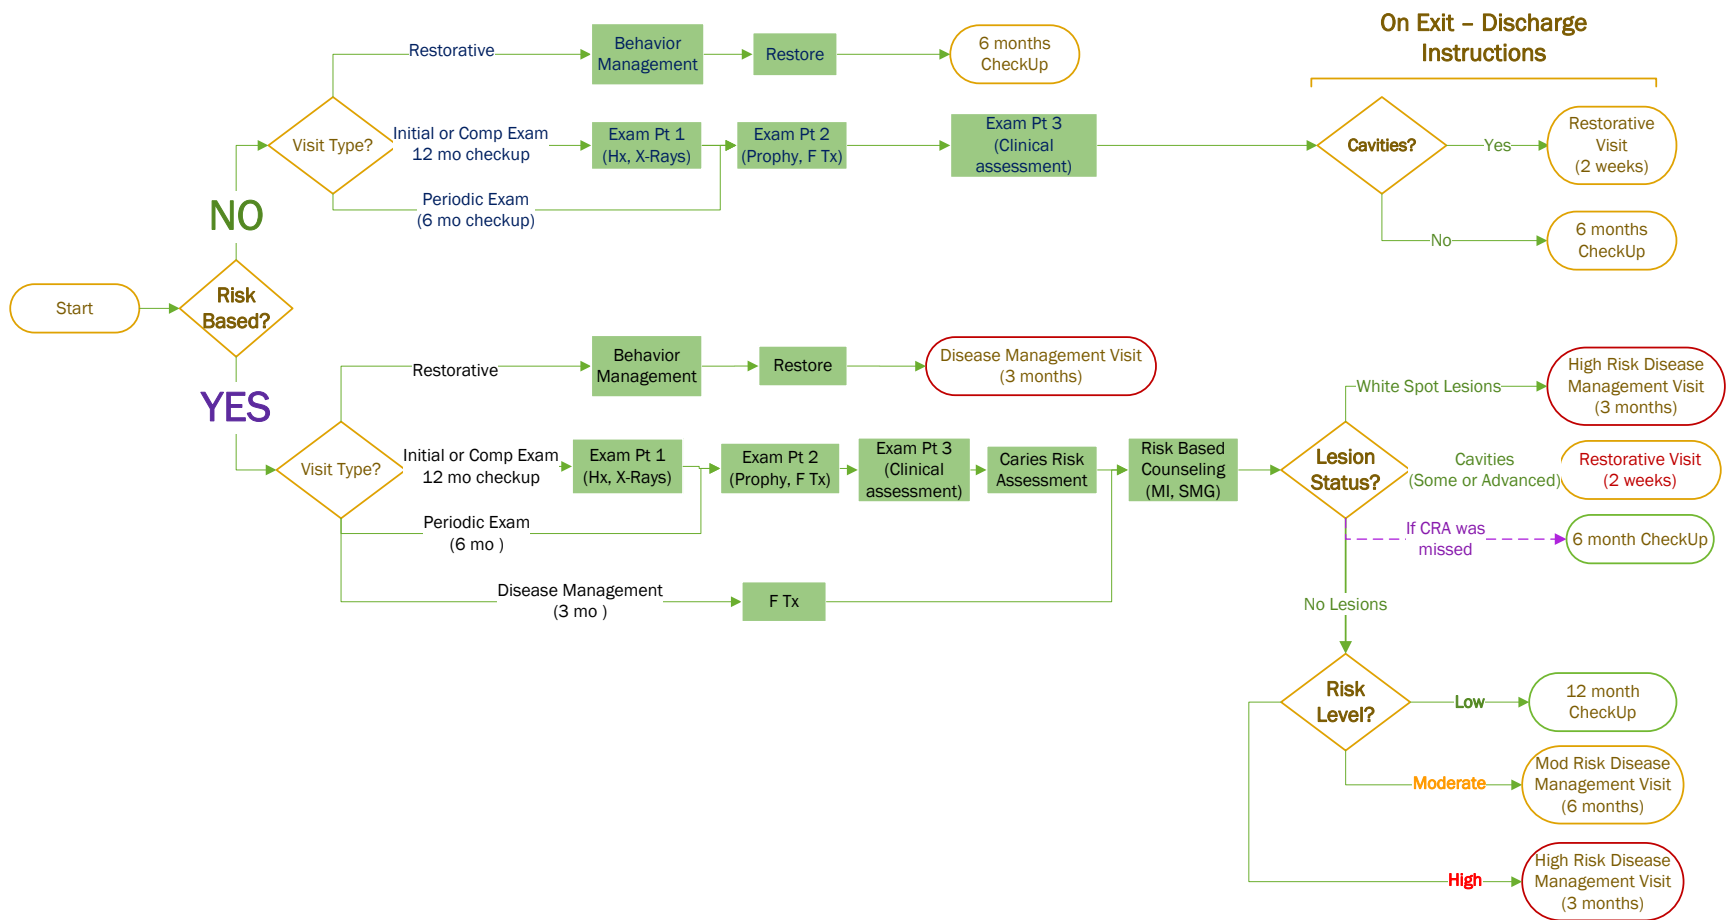 On Exit – Discharge
Instructions
Restorative
Behavior
Management
Restore
6 months
CheckUp
Visit Type?
Initial or Comp Exam
12 mo checkup
Exam Pt 1
(Hx, X-Rays)
Exam Pt 2
(Prophy, F Tx)
Exam Pt 3
(Clinical
assessment)
Cavities?
Yes
Restorative
Visit
(2 weeks)
Periodic Exam
(6 mo checkup)
No
6 months
CheckUp
NO
Start
Risk
Based?
YES
Restorative
Behavior
Management
Restore
Disease Management Visit
(3 months)
White Spot Lesions
High Risk Disease
Management Visit
(3 months)
Visit Type?
Initial or Comp Exam
12 mo checkup
Exam Pt 1
(Hx, X-Rays)
Exam Pt 2
(Prophy, F Tx)
Exam Pt 3
(Clinical
assessment)
Caries Risk
Assessment
Risk Based
Counseling
(MI, SMG)
Lesion
Status?
Cavities
(Some or Advanced)
Restorative Visit
(2 weeks)
Periodic Exam
(6 mo )
If CRA was
missed
6 month CheckUp
Disease Management
(3 mo )
F Tx
No Lesions
Risk
Level?
Low
12 month
CheckUp
Moderate
Mod Risk Disease
Management Visit
(6 months)
High
High Risk Disease
Management Visit
(3 months)